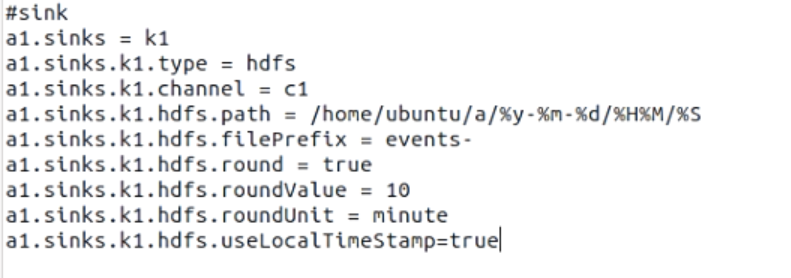 #sink
a1.sinks = k1
a1.sinks.k1.type = hdfs
a1.sinks.k1.channel = c1
a1.sinks.k1.hdfs.path = /home/ubuntu/a/%y-%m-%d/%H%M/%S
a1.sinks.k1.hdfs.filePrefix = events-
a1.sinks.k1.hdfs.round = true
a1.sinks.k1.hdfs.roundValue = 10
a1.sinks.k1.hdfs.roundUnit = minute
a1.sinks.k1.hdfs.useLocalTimeStamp=true